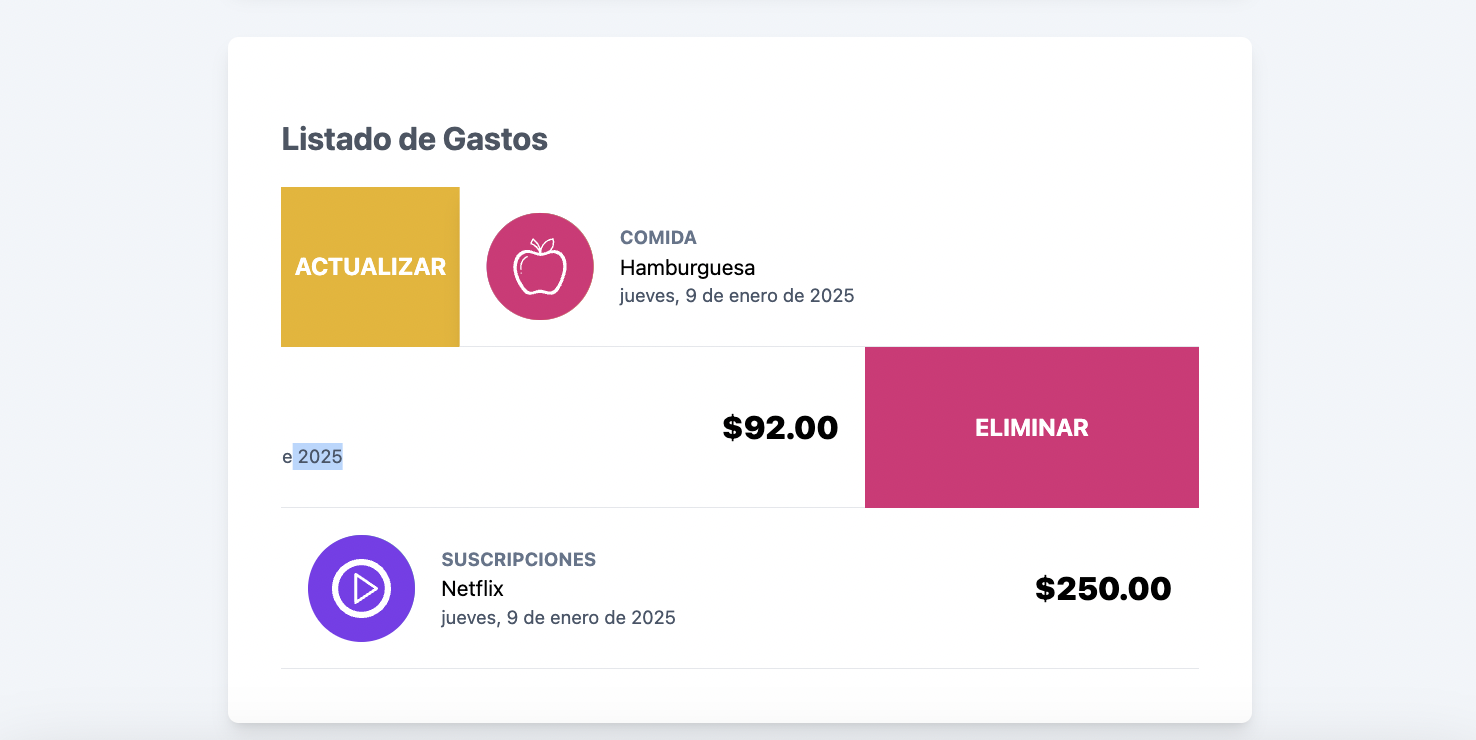 Listado de Gastos
ACTUALIZAR
COMIDA
Hamburguesa
jueves, 9 de enero de 2025
e 2025
$92.00
ELIMINAR
SUSCRIPCIONES
Netflix
jueves, 9 de enero de 2025
$250.00